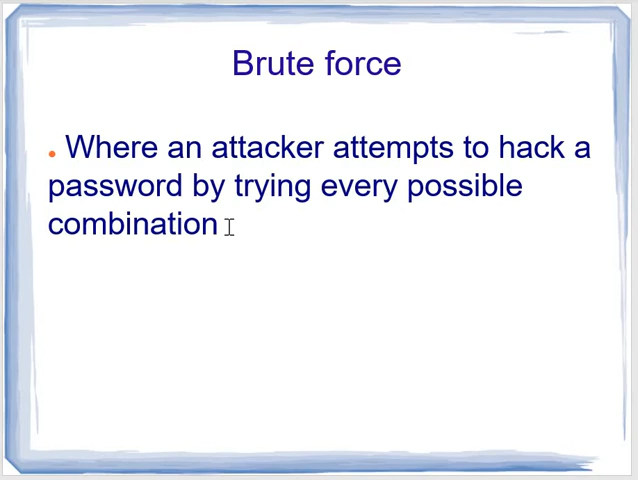 Brute force
• Where an attacker attempts to hack a
password by trying every possible
combination